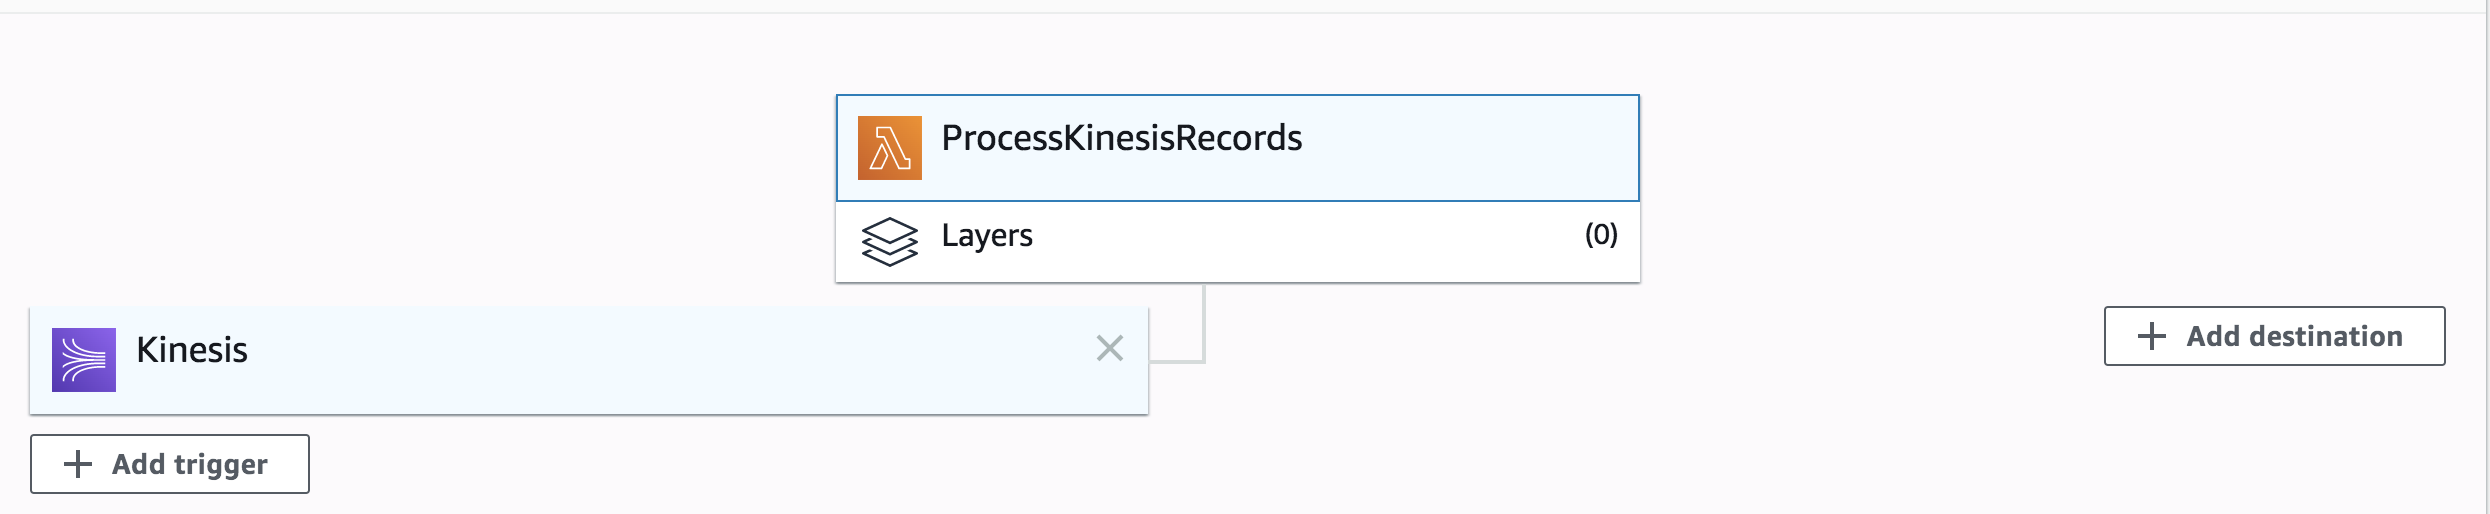 ProcessKinesisRecords
Layers (0)
Kinesis
Add destination
Add trigger